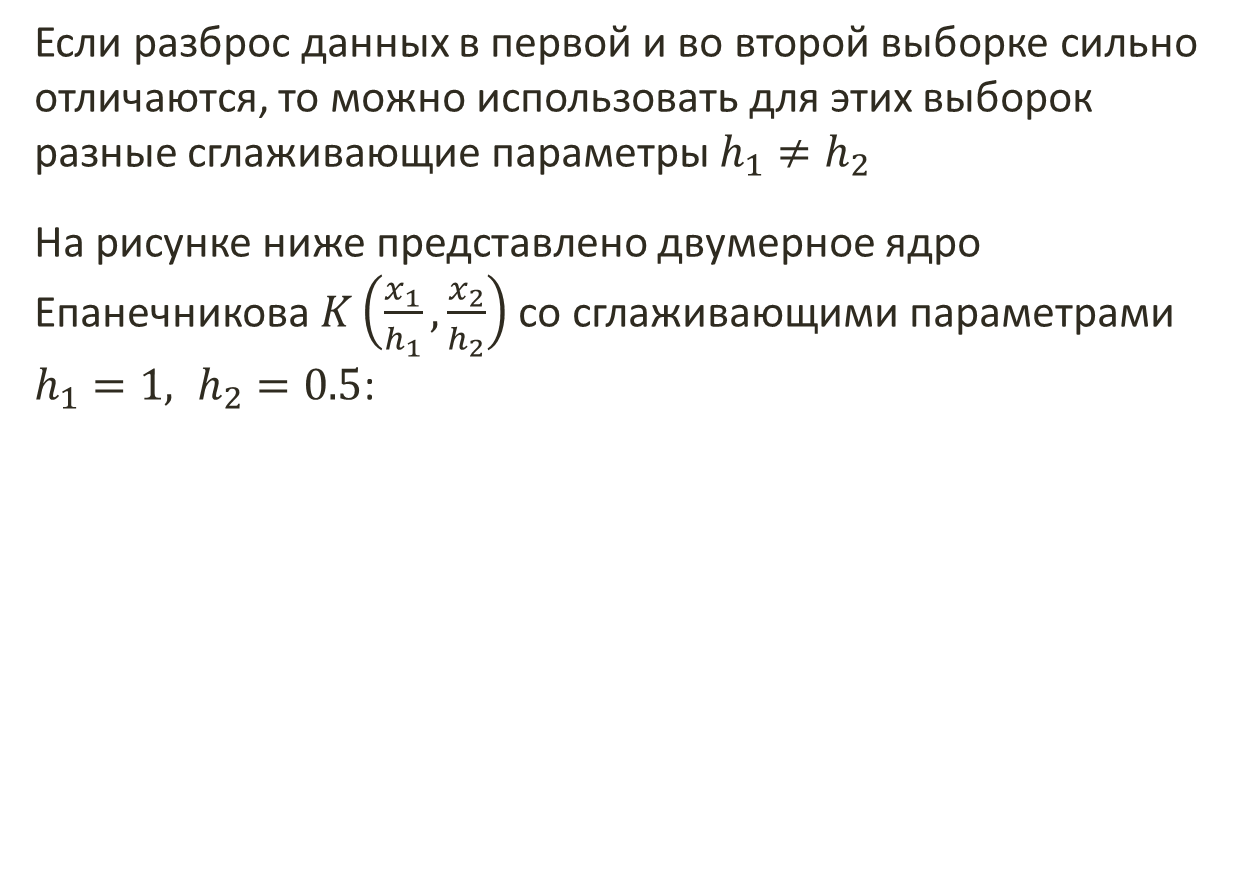 Если разброс данных в первой и во второй выборке сильно
отличаются, то можно использовать для этих выборок
разные сглаживающие параметры h₁ ≠ h₂
На рисунке ниже представлено двумерное ядро
Епанечникова K(x₁/h₁, x₂/h₂) со сглаживающими параметрами
h₁ = 1, h₂ = 0.5: